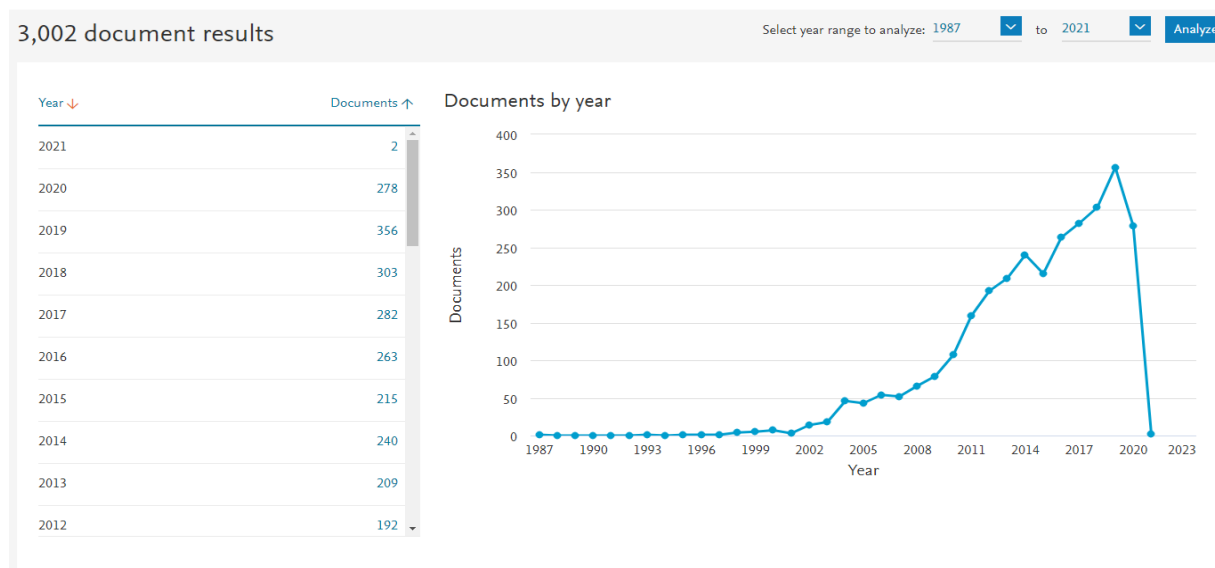 3,002 document results
Select year range to analyze: 1987 to 2021 Analyze
Year Documents
2021 2
2020 278
2019 356
2018 303
2017 282
2016 263
2015 215
2014 240
2013 209
2012 192
Documents by year
400
350
300
250
200
150
100
50
0
Documents
1987 1990 1993 1996 1999 2002 2005 2008 2011 2014 2017 2020 2023
Year